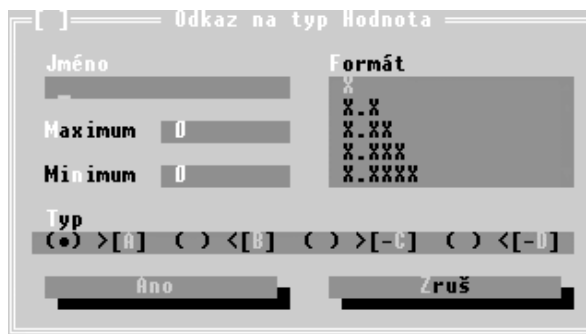 [ ] Odkaz na typ Hodnota
Jméno
Formát
_
X
X.X
X.XX
X.XXX
X.XXXX
Maximum 0
Minimum 0
Typ
(•) >[A] ( ) <[B] ( ) >[-C] ( ) <[-D]
Ano
Zruš